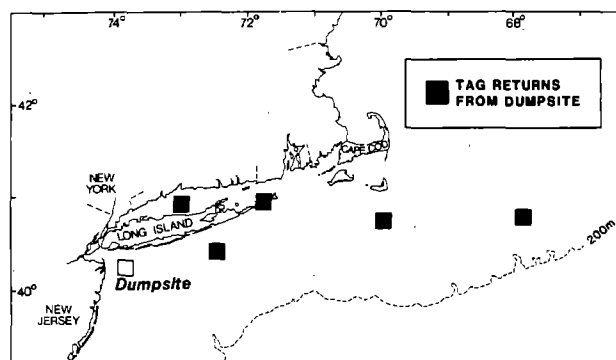 74° 72° 70° 68°
TAG RETURNS
FROM DUMPSITE
42°
CAPE COD
NEW
YORK
LONG ISLAND
200m
40°
Dumpsite
NEW
JERSEY